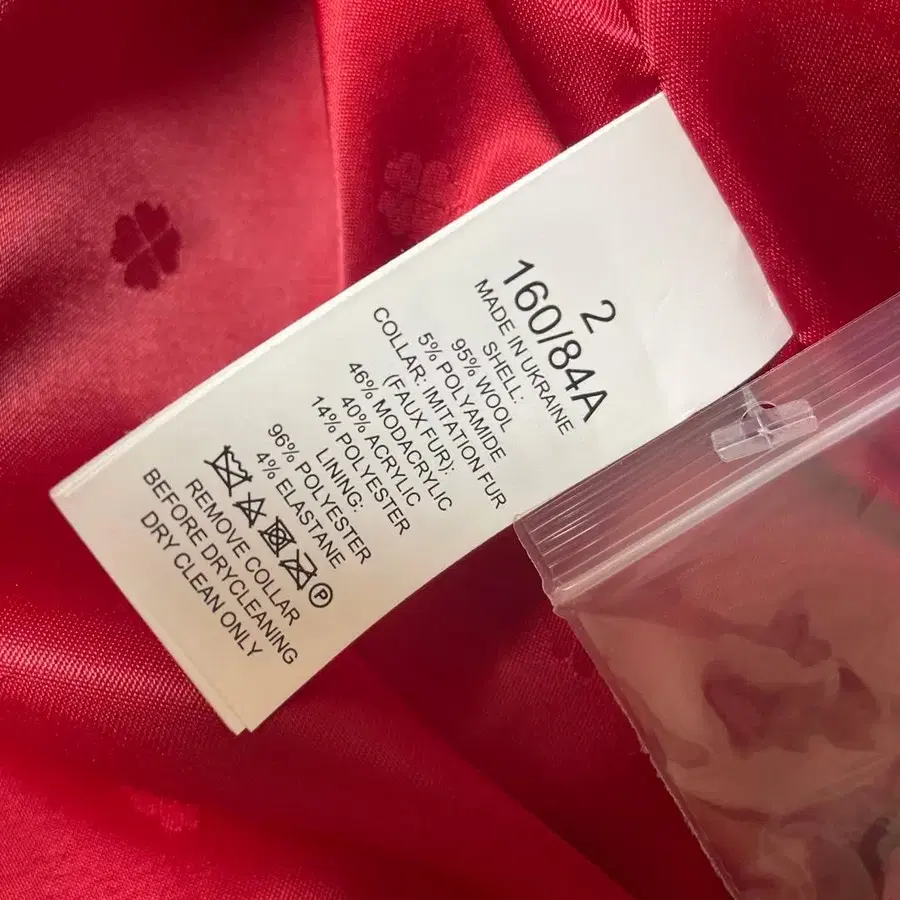 2
160/84A
MADE IN UKRAINE
SHELL:
95% WOOL
5% POLYAMIDE
COLLAR: IMITATION FUR
(FAUX FUR):
46% MODACRYLIC
40% ACRYLIC
14% POLYESTER
LINING:
96% POLYESTER
4% ELASTANE
P
REMOVE COLLAR
BEFORE DRYCLEANING
DRY CLEAN ONLY